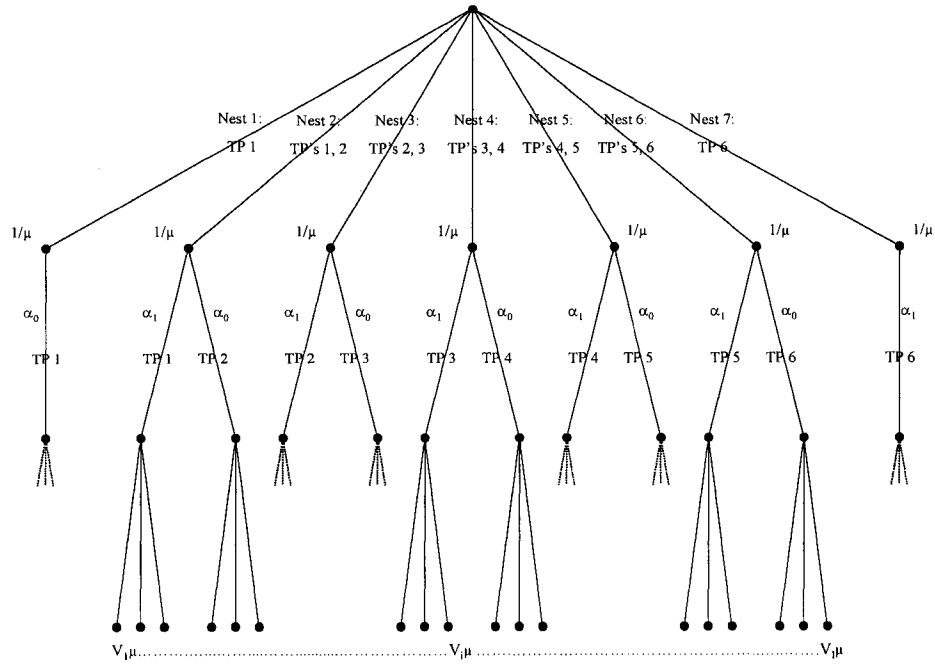 Nest 1: Nest 2: Nest 3: Nest 4: Nest 5: Nest 6: Nest 7:
TP 1 TP's 1, 2 TP's 2, 3 TP's 3, 4 TP's 4, 5 TP's 5, 6 TP 6
1/μ 1/μ 1/μ 1/μ 1/μ 1/μ 1/μ
α₀ α₁ α₀ α₁ α₀ α₁ α₀ α₁ α₀ α₁ α₀ α₁
TP 1 TP 1 TP 2 TP 2 TP 3 TP 3 TP 4 TP 4 TP 5 TP 5 TP 6 TP 6
V₁μ....................V_iμ....................V_Jμ